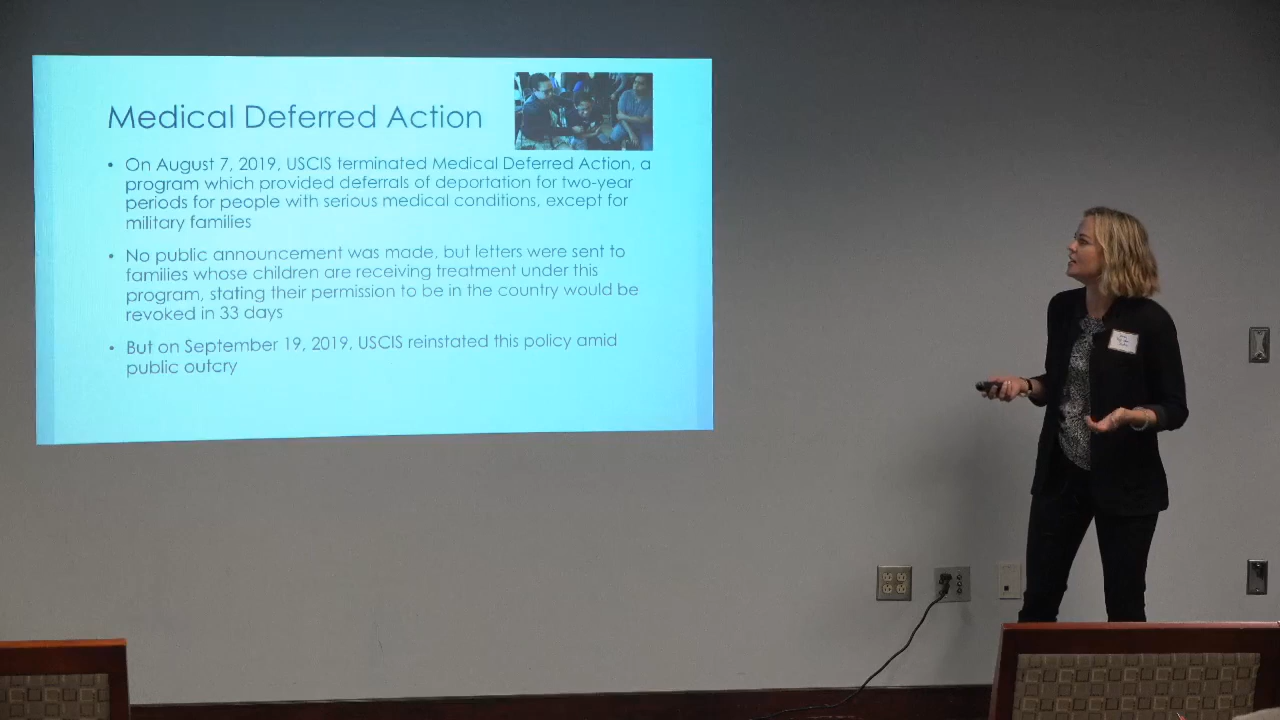 Medical Deferred Action
• On August 7, 2019, USCIS terminated Medical Deferred Action, a
program which provided deferrals of deportation for two-year
periods for people with serious medical conditions, except for
military families
• No public announcement was made, but letters were sent to
families whose children are receiving treatment under this
program, stating their permission to be in the country would be
revoked in 33 days
• But on September 19, 2019, USCIS reinstated this policy amid
public outcry